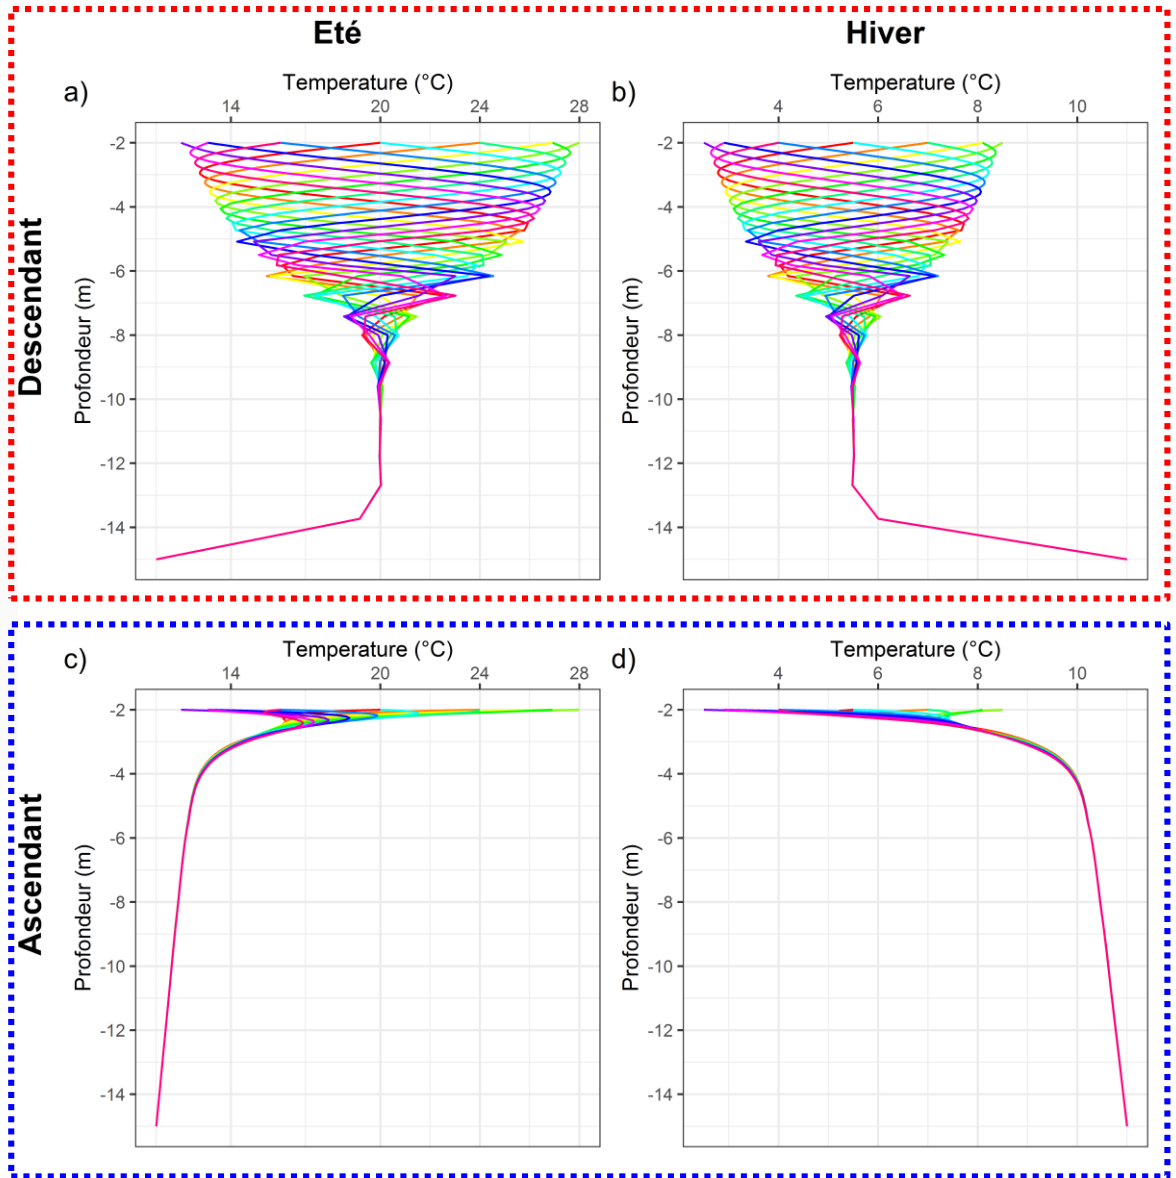 Eté
Hiver
Descendant
a)
Temperature (°C)
14 20 24 28
Profondeur (m)
-2
-4
-6
-8
-10
-12
-14
b)
Temperature (°C)
4 6 8 10
Profondeur (m)
-2
-4
-6
-8
-10
-12
-14
Ascendant
c)
Temperature (°C)
14 20 24 28
Profondeur (m)
-2
-4
-6
-8
-10
-12
-14
d)
Temperature (°C)
4 6 8 10
Profondeur (m)
-2
-4
-6
-8
-10
-12
-14